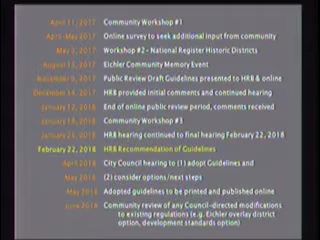 April 11, 2017 Community Workshop #1
April-May 2017 Online survey to seek additional input from community
May 2, 2017 Workshop #2 - National Register Historic Districts
August 15, 2017 Eichler Community Memory Event
November 9, 2017 Public Review Draft Guidelines presented to HRB & online
December 14, 2017 HRB provided initial comments and continued hearing
January 12, 2018 End of online public review period, comments received
January 18, 2018 Community Workshop #3
January 25, 2018 HRB hearing continued to final hearing February 22, 2018
February 22, 2018 HRB Recommendation of Guidelines
April 2018 City Council hearing to (1) adopt Guidelines and
May 2018 (2) consider options/next steps
May 2018 Adopted guidelines to be printed and published online
June 2018 Community review of any Council-directed modifications
to existing regulations (e.g. Eichler overlay district
option, development standards option)